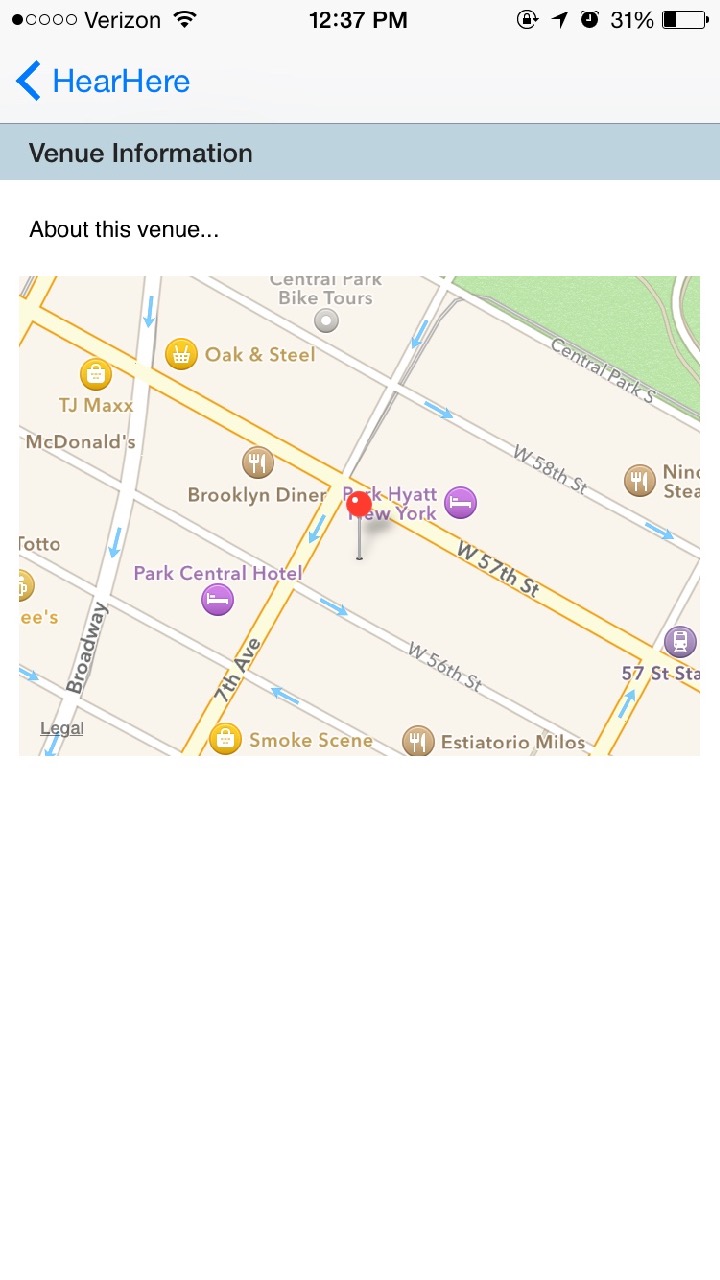 Verizon 12:37 PM 31%
HearHere
Venue Information
About this venue...
Central Park
Bike Tours
Oak & Steel
Central Park S
TJ Maxx
McDonald's
W 58th St
Brooklyn Diner
Park Hyatt
New York
Totto
W 57th St
Park Central Hotel
ee's
57 St Sta
W 56th St
Broadway
7th Ave
Legal
Smoke Scene
Estiatorio Milos